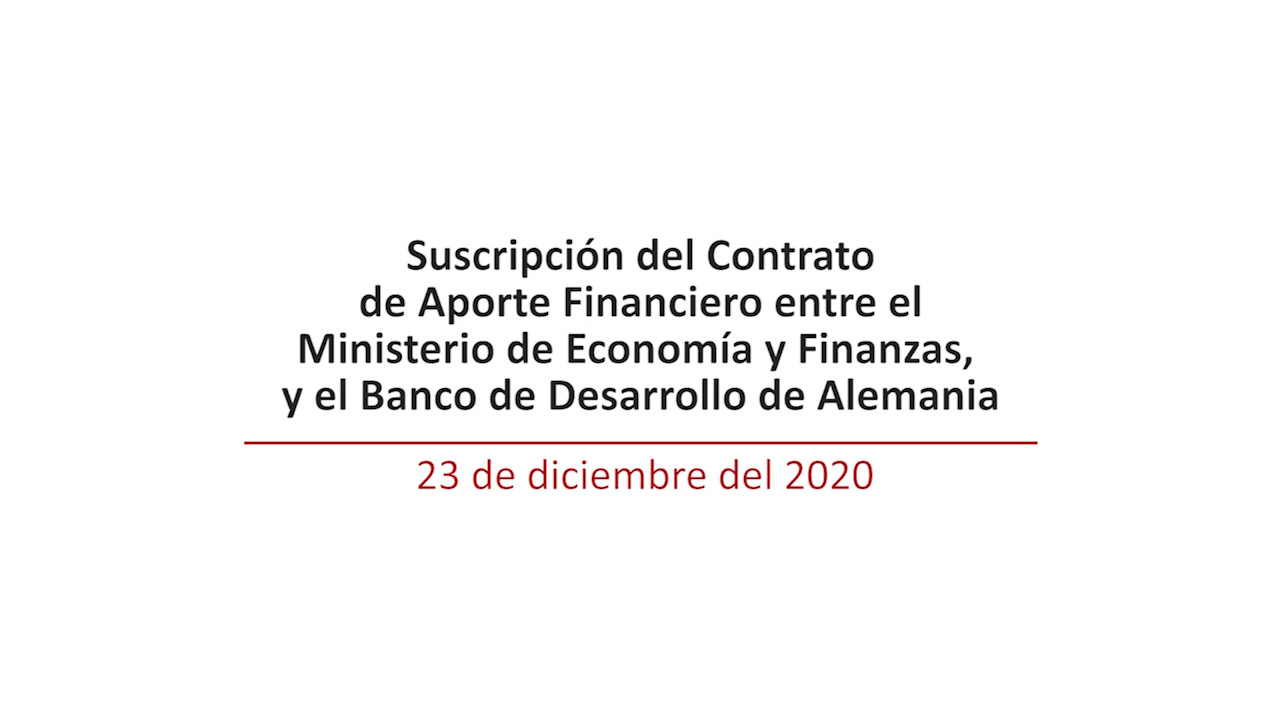 Suscripción del Contrato
de Aporte Financiero entre el
Ministerio de Economía y Finanzas,
y el Banco de Desarrollo de Alemania
23 de diciembre del 2020